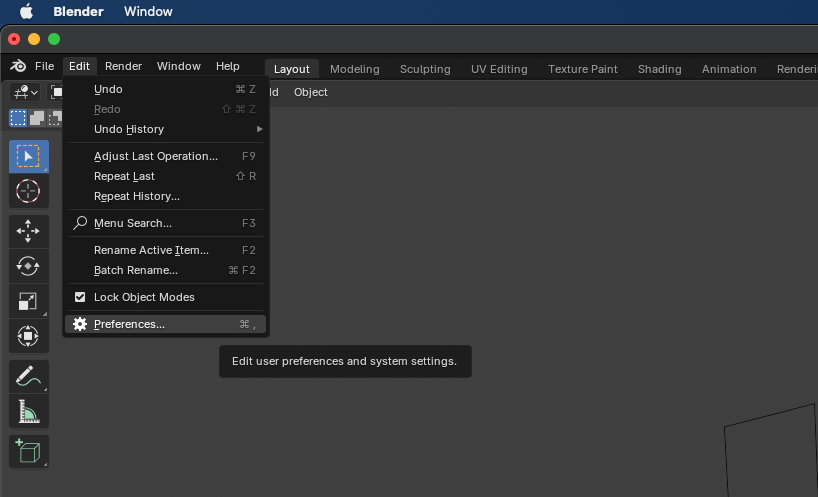 Blender Window
File Edit Render Window Help Layout Modeling Sculpting UV Editing Texture Paint Shading Animation Renderi
ld Object
Undo ⌘ Z
Redo ⇧ ⌘ Z
Undo History
Adjust Last Operation... F9
Repeat Last ⇧ R
Repeat History...
Menu Search... F3
Rename Active Item... F2
Batch Rename... ⌘ F2
Lock Object Modes
Preferences... ⌘ ,
Edit user preferences and system settings.